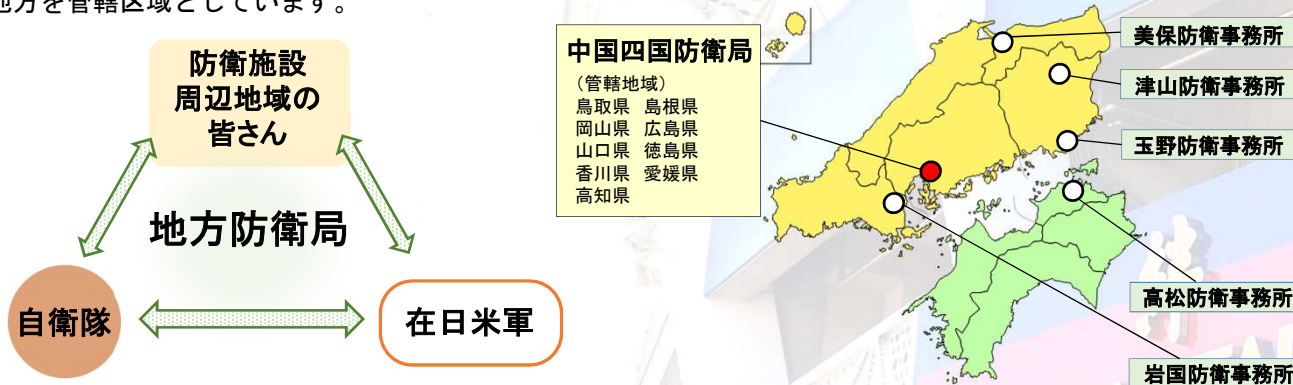 地方を管轄区域としています。
防衛施設
周辺地域の
皆さん
地方防衛局
自衛隊
在日米軍
中国四国防衛局
(管轄地域)
鳥取県 島根県
岡山県 広島県
山口県 徳島県
香川県 愛媛県
高知県
美保防衛事務所
津山防衛事務所
玉野防衛事務所
高松防衛事務所
岩国防衛事務所